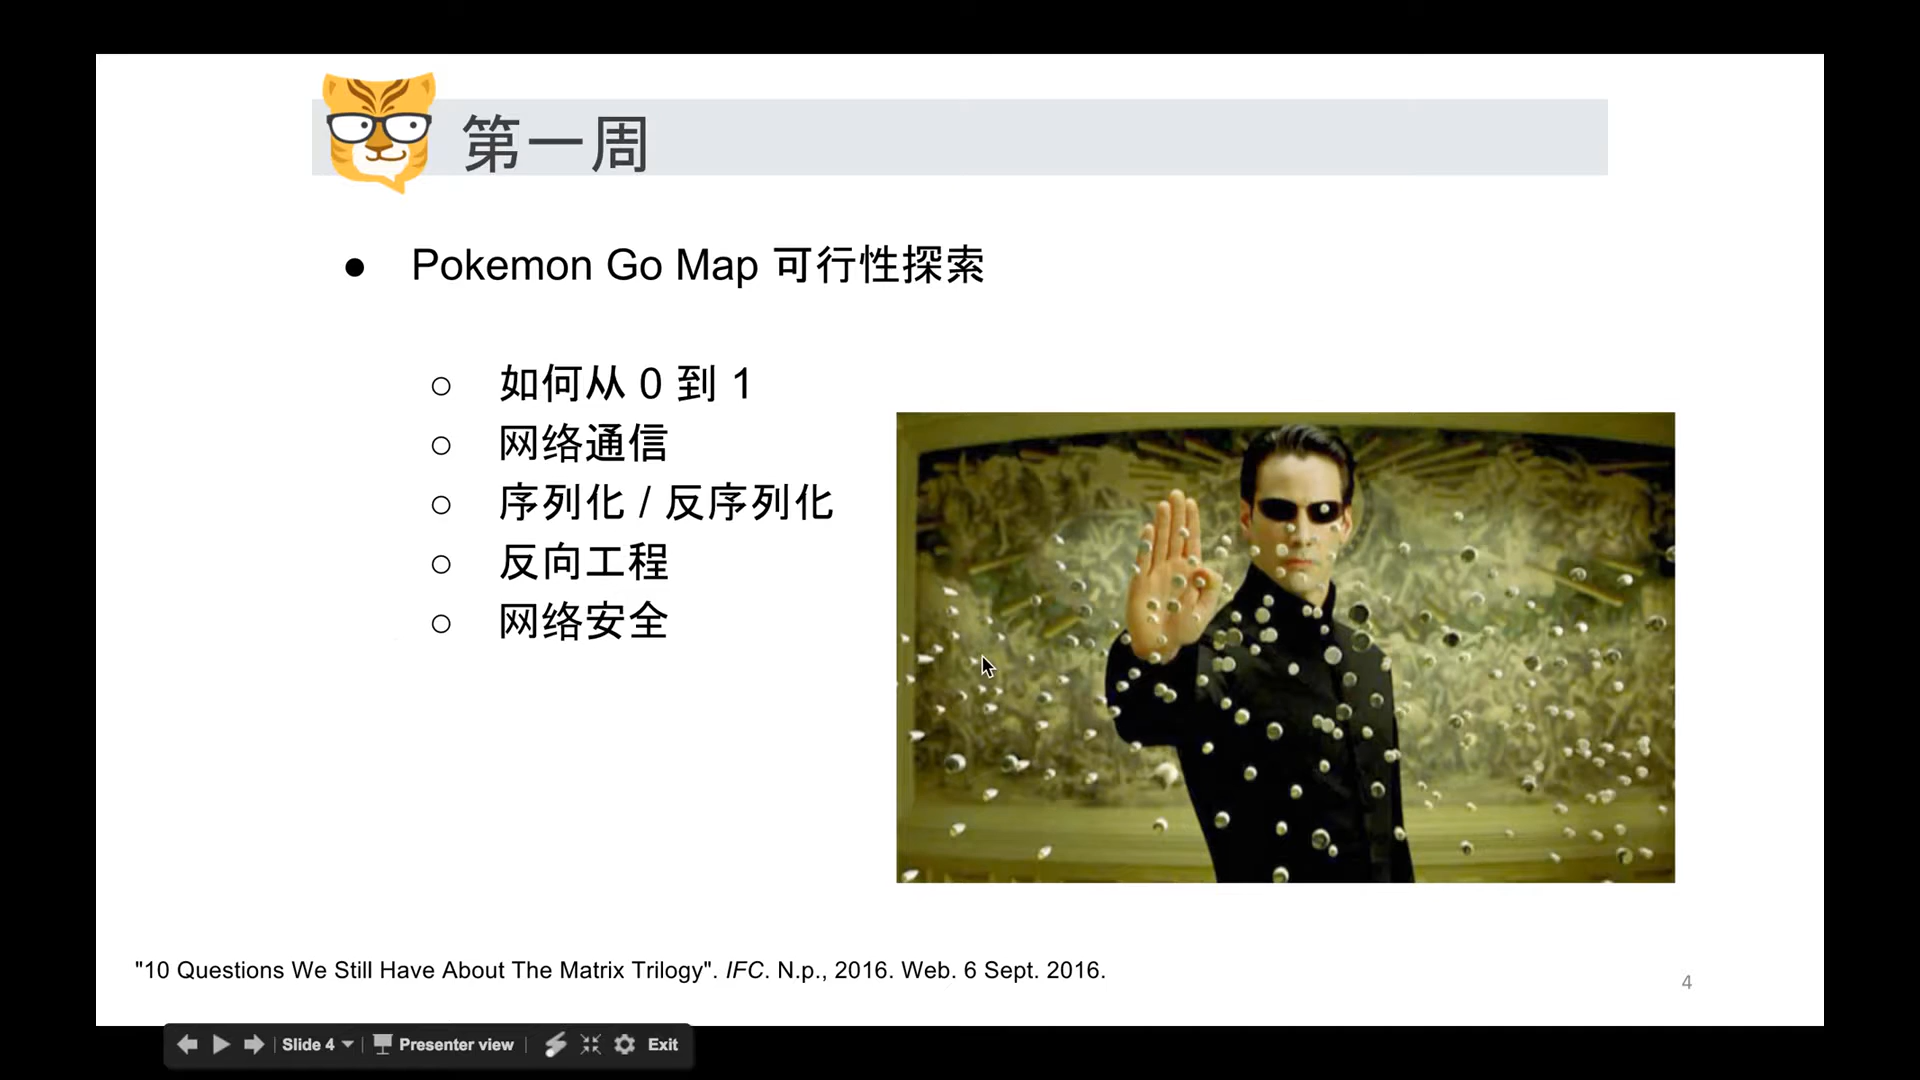 第一周
● Pokemon Go Map 可行性探索
○ 如何从 0 到 1
○ 网络通信
○ 序列化 / 反序列化
○ 反向工程
○ 网络安全
"10 Questions We Still Have About The Matrix Trilogy". IFC. N.p., 2016. Web. 6 Sept. 2016.
4
Slide 4 Presenter view Exit